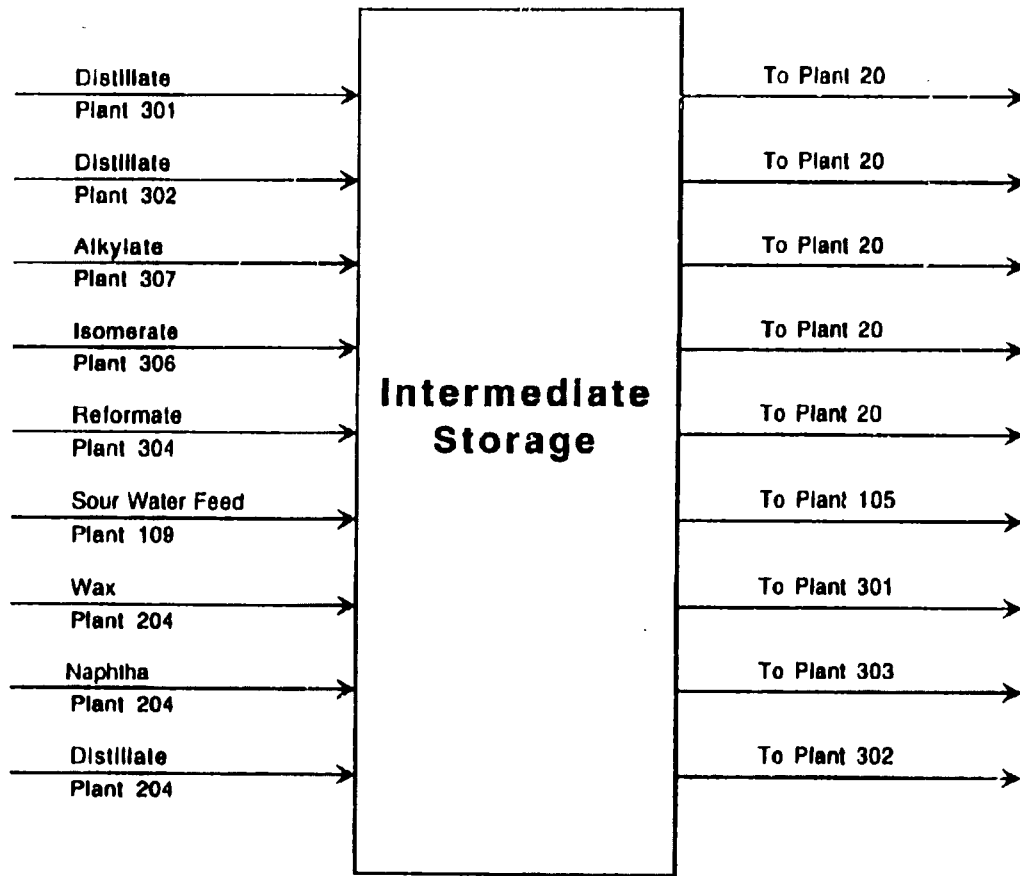 Distillate
Plant 301
To Plant 20
Distillate
Plant 302
To Plant 20
Alkylate
Plant 307
To Plant 20
Isomerate
Plant 306
To Plant 20
Intermediate
Storage
Reformate
Plant 304
To Plant 20
Sour Water Feed
Plant 109
To Plant 105
Wax
Plant 204
To Plant 301
Naphtha
Plant 204
To Plant 303
Distillate
Plant 204
To Plant 302